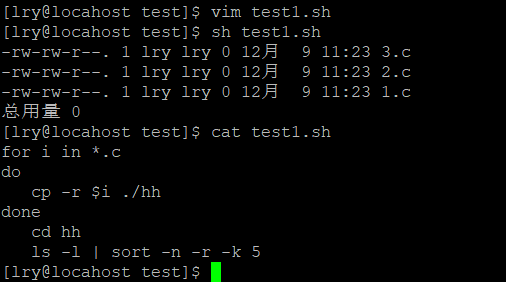 [lry@locahost test]$ vim test1.sh
[lry@locahost test]$ sh test1.sh
-rw-rw-r--. 1 lry lry 0 12月  9 11:23 3.c
-rw-rw-r--. 1 lry lry 0 12月  9 11:23 2.c
-rw-rw-r--. 1 lry lry 0 12月  9 11:23 1.c
总用量 0
[lry@locahost test]$ cat test1.sh
for i in *.c
do
   cp -r $i ./hh
done
   cd hh
   ls -l | sort -n -r -k 5
[lry@locahost test]$